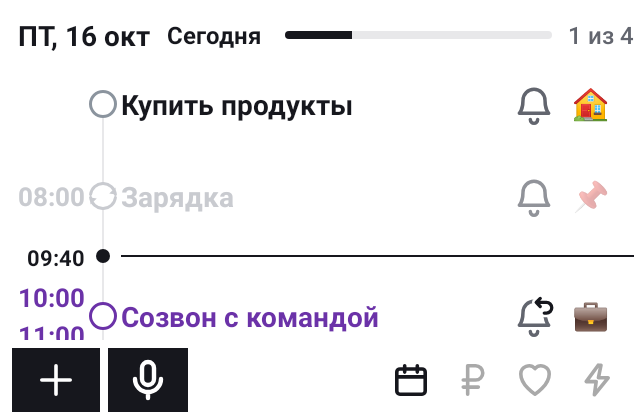 ПТ, 16 окт Сегодня 1 из 4
Купить продукты
08:00 Зарядка
09:40
10:00
Созвон с командой
11:00